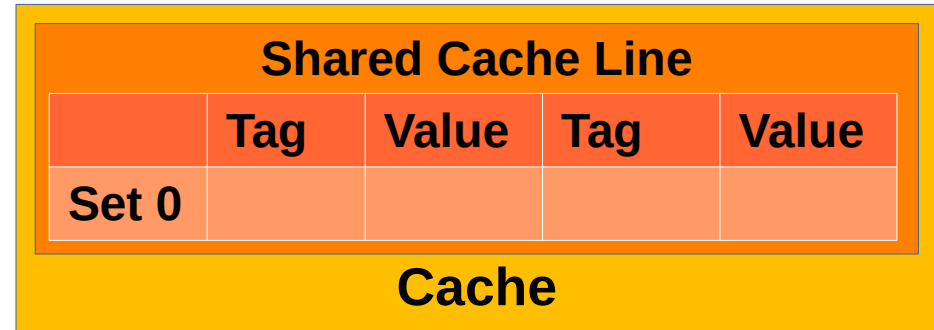 Shared Cache Line
Tag Value Tag Value
Set 0
Cache